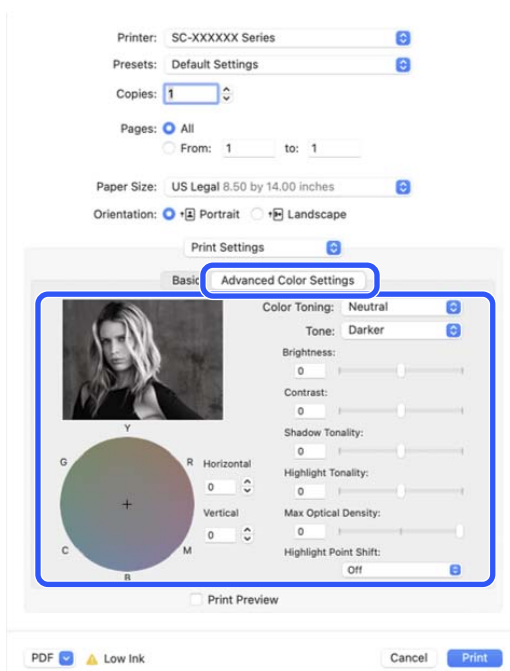 Printer: SC-XXXXXX Series
Presets: Default Settings
Copies: 1
Pages: All
From: 1 to: 1
Paper Size: US Legal 8.50 by 14.00 inches
Orientation: Portrait Landscape
Print Settings
Basic Advanced Color Settings
Color Toning: Neutral
Tone: Darker
Brightness:
0
Contrast:
0
Shadow Tonality:
0
Highlight Tonality:
0
Max Optical Density:
0
Highlight Point Shift:
Off
Y
G R
C M
B
Horizontal
0
Vertical
0
Print Preview
PDF Low Ink Cancel Print